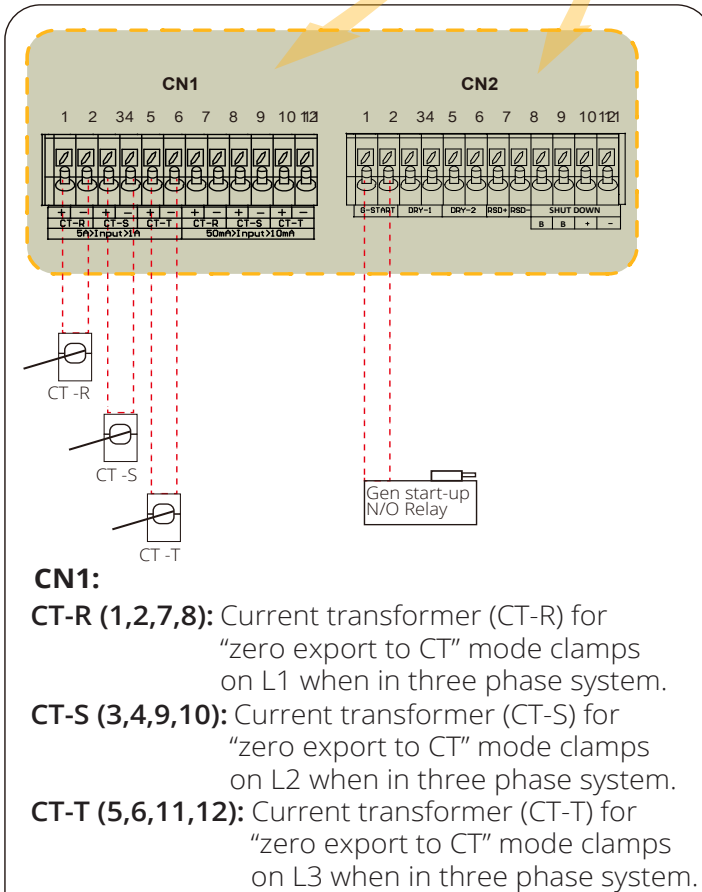 CN1 CN2
1 2 34 5 6 7 8 9 10 1112 1 2 34 5 6 7 8 9 10 1112
+ − + − + − + − + − + − G-START DRY-1 DRY-2 RSD+ RSD- SHUT DOWN
CT-R CT-S CT-T CT-R CT-S CT-T B B + −
5A>Input>1A 50mA>Input>10mA
CT -R
CT -S
CT -T
Gen start-up
N/O Relay
CN1:
CT-R (1,2,7,8): Current transformer (CT-R) for
“zero export to CT” mode clamps
on L1 when in three phase system.
CT-S (3,4,9,10): Current transformer (CT-S) for
“zero export to CT” mode clamps
on L2 when in three phase system.
CT-T (5,6,11,12): Current transformer (CT-T) for
“zero export to CT” mode clamps
on L3 when in three phase system.